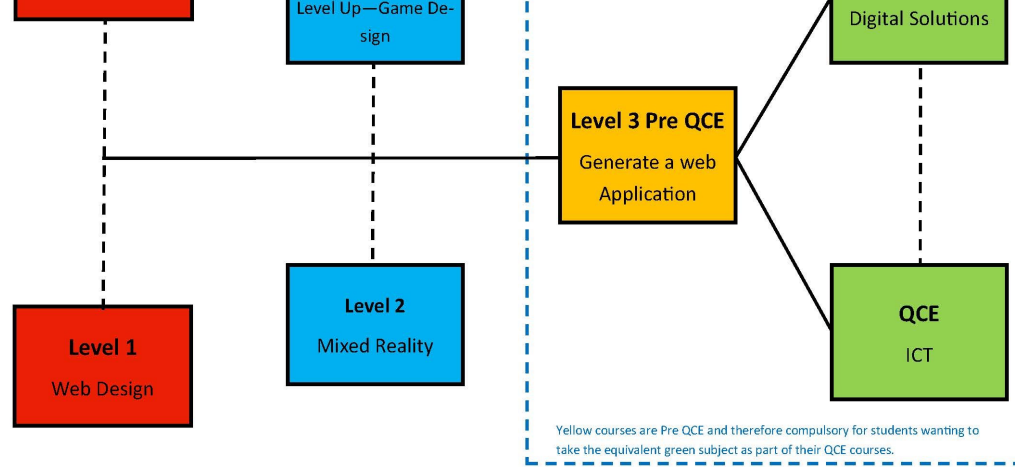 Level Up—Game De-
sign
Digital Solutions
Level 3 Pre QCE
Generate a web
Application
Level 2
Mixed Reality
QCE
ICT
Level 1
Web Design
Yellow courses are Pre QCE and therefore compulsory for students wanting to
take the equivalent green subject as part of their QCE courses.